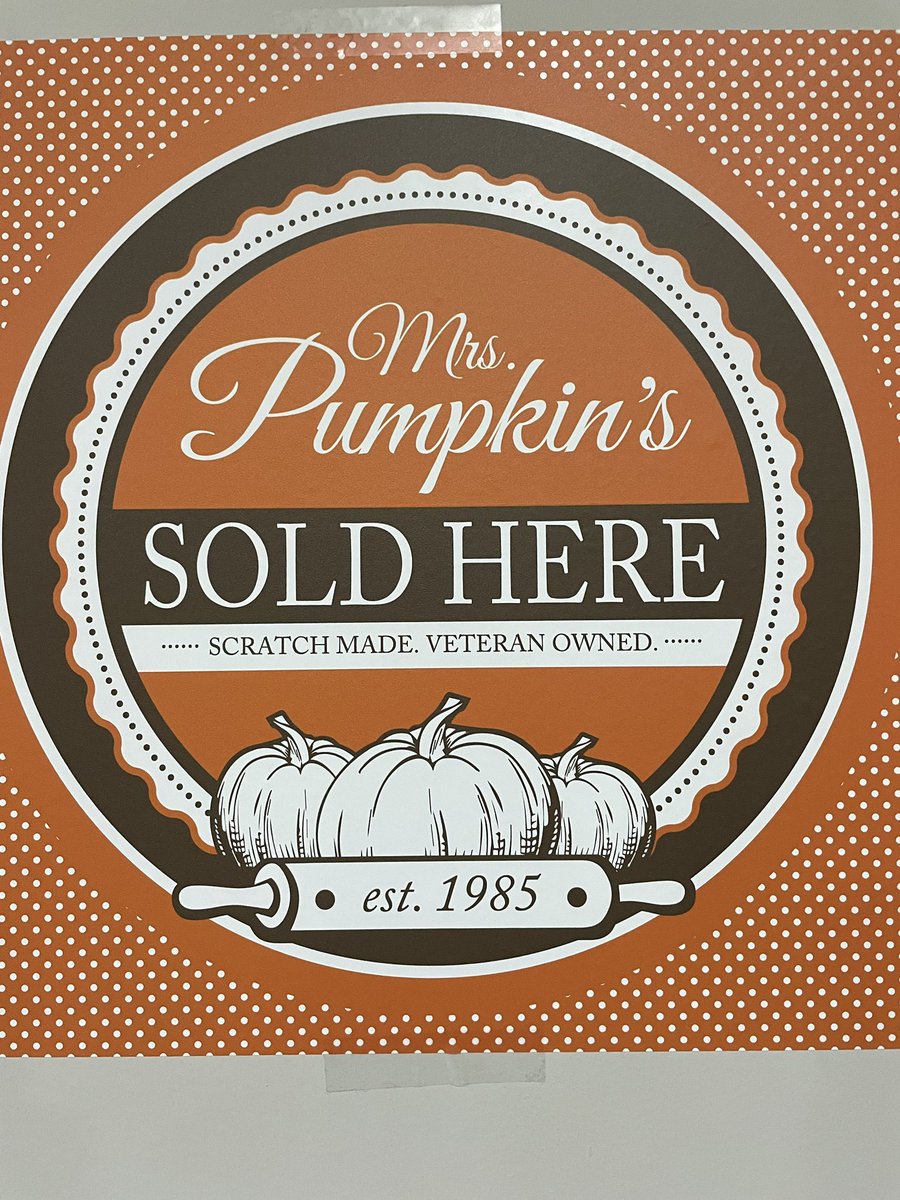 Mrs.
Pumpkin's
SOLD HERE
SCRATCH MADE. VETERAN OWNED.
est. 1985